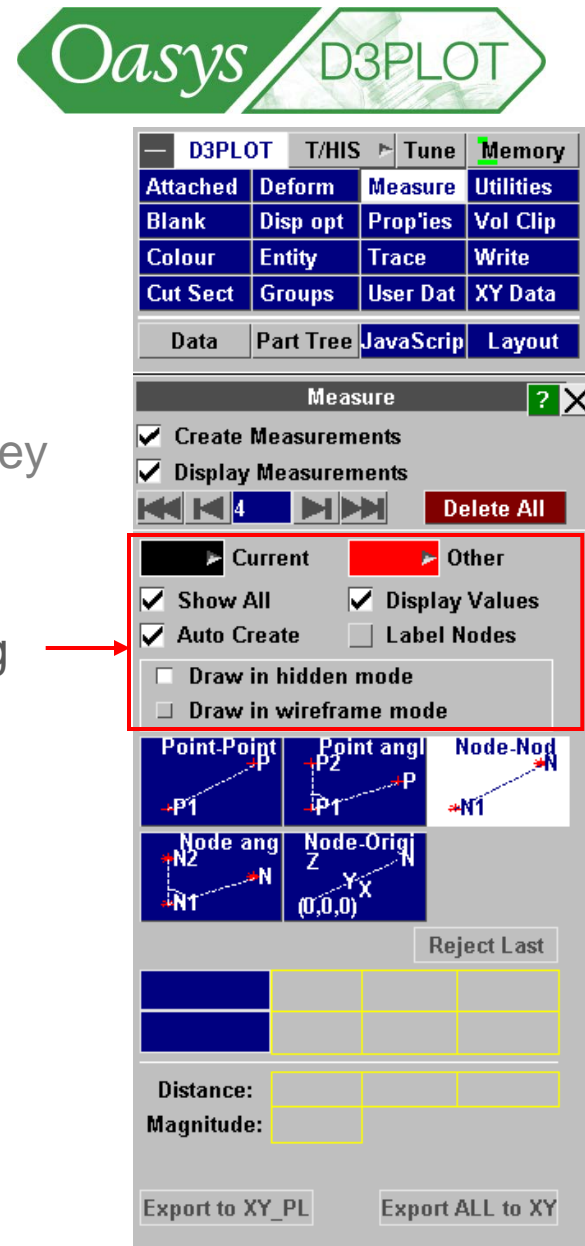 Oasys D3PLOT
D3PLOT T/HIS Tune Memory
Attached Deform Measure Utilities
Blank Disp opt Prop'ies Vol Clip
Colour Entity Trace Write
Cut Sect Groups User Dat XY Data
Data Part Tree JavaScrip Layout
Measure ? X
ey
Create Measurements
Display Measurements
4 Delete All
Current Other
Show All Display Values
g
Auto Create Label Nodes
Draw in hidden mode
Draw in wireframe mode
Point-Point Point angl Node-Nod
P P2 N
P
P1 P1 N1
Node ang Node-Origi
N2 Z N
N Y X
N1 (0,0,0)
Reject Last
Distance:
Magnitude:
Export to XY_PL Export ALL to XY